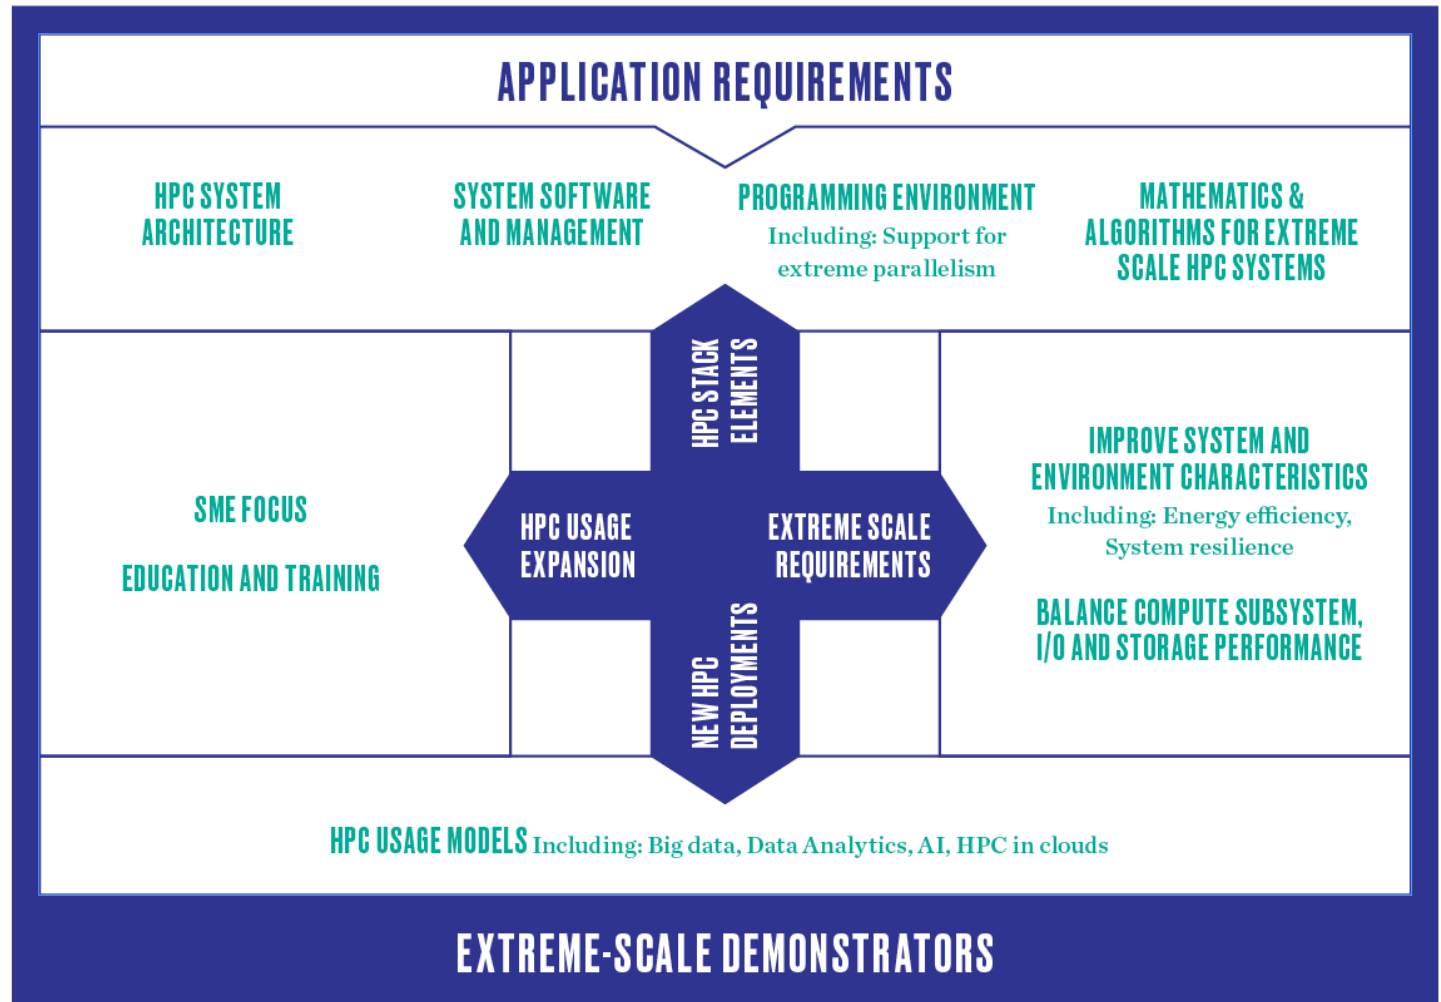 APPLICATION REQUIREMENTS
HPC SYSTEM
ARCHITECTURE
SYSTEM SOFTWARE
AND MANAGEMENT
PROGRAMMING ENVIRONMENT
Including: Support for
extreme parallelism
MATHEMATICS &
ALGORITHMS FOR EXTREME
SCALE HPC SYSTEMS
HPC STACK
ELEMENTS
SME FOCUS
EDUCATION AND TRAINING
HPC USAGE
EXPANSION
EXTREME SCALE
REQUIREMENTS
IMPROVE SYSTEM AND
ENVIRONMENT CHARACTERISTICS
Including: Energy efficiency,
System resilience
BALANCE COMPUTE SUBSYSTEM,
I/O AND STORAGE PERFORMANCE
NEW HPC
DEPLOYMENTS
HPC USAGE MODELS Including: Big data, Data Analytics, AI, HPC in clouds
EXTREME-SCALE DEMONSTRATORS